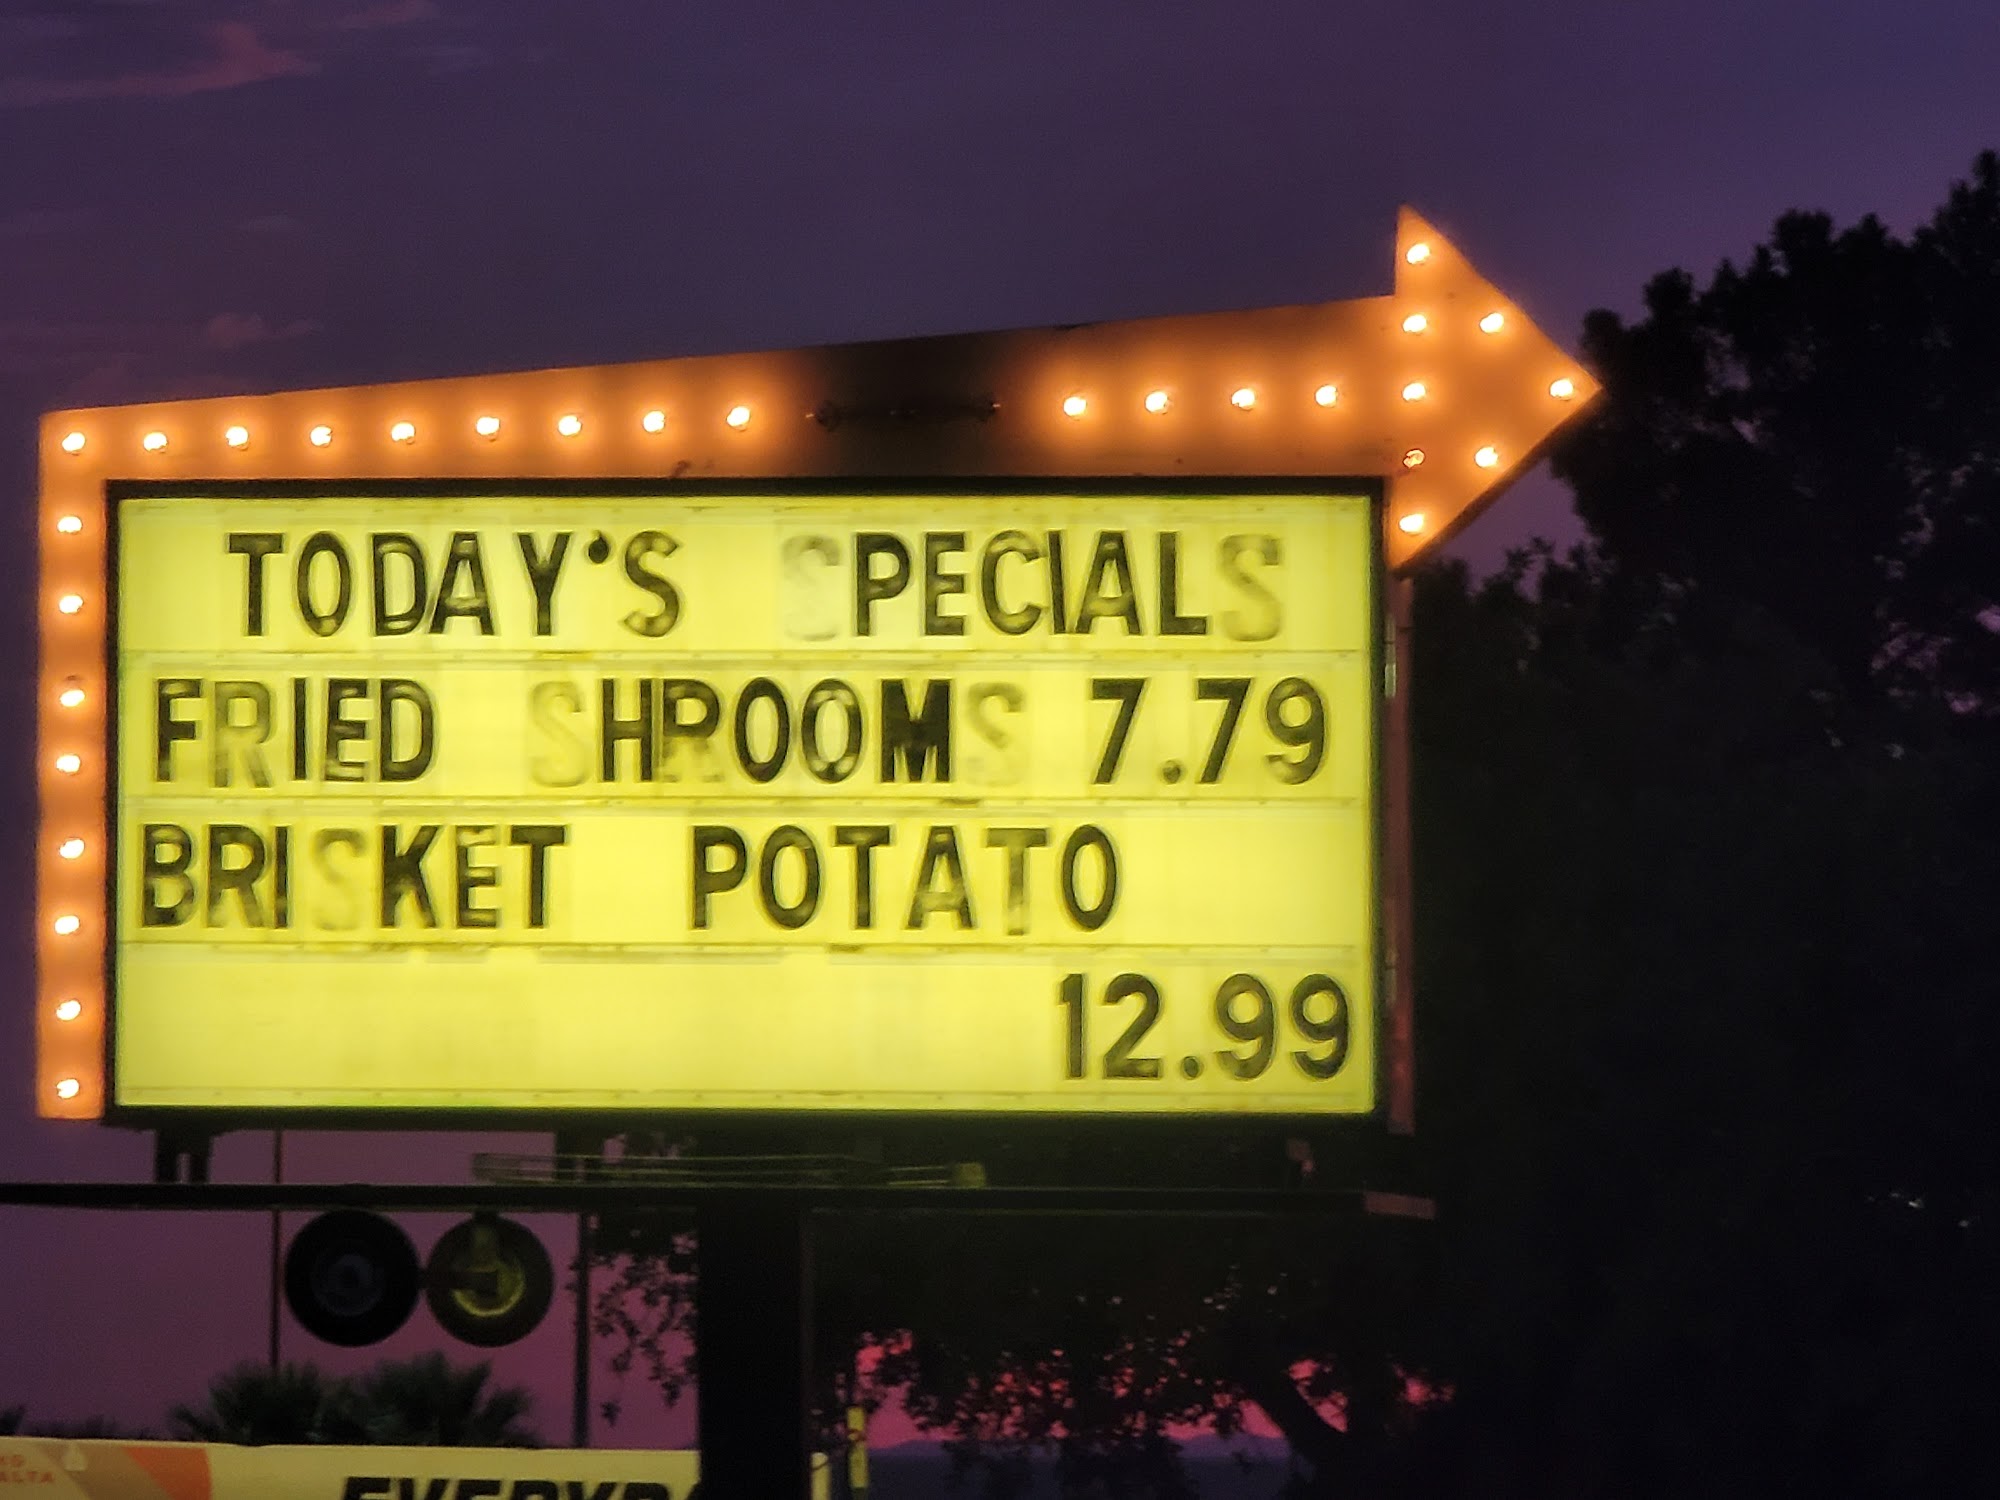 TODAY'S SPECIALS
FRIED SHROOMS 7.79
BRISKET POTATO
12.99